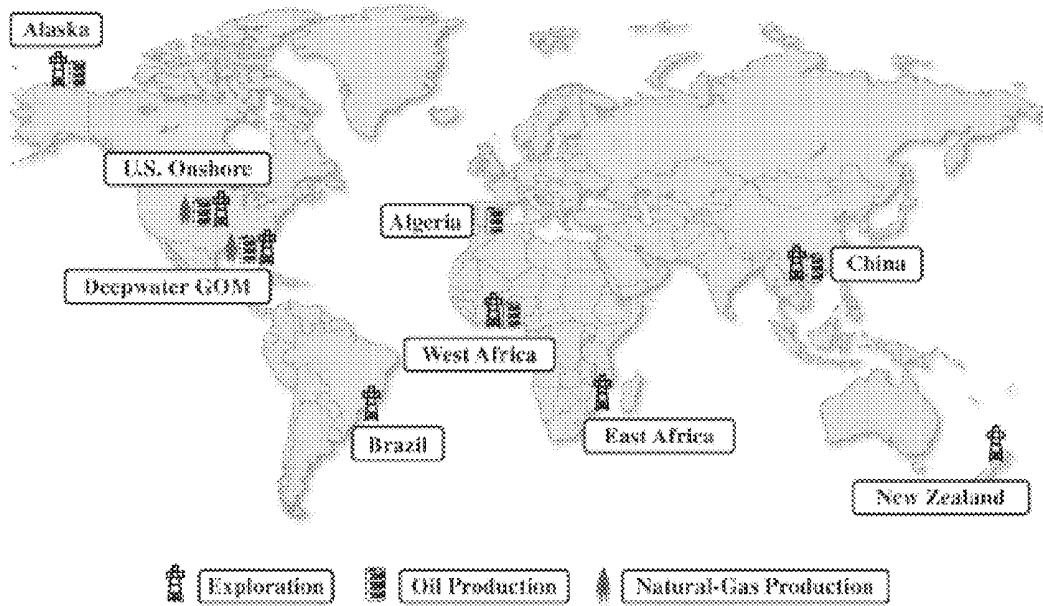 Alaska
U.S. Onshore
Algeria
China
Deepwater GOM
West Africa
East Africa
Brazil
New Zealand
Exploration
Oil Production
Natural-Gas Production